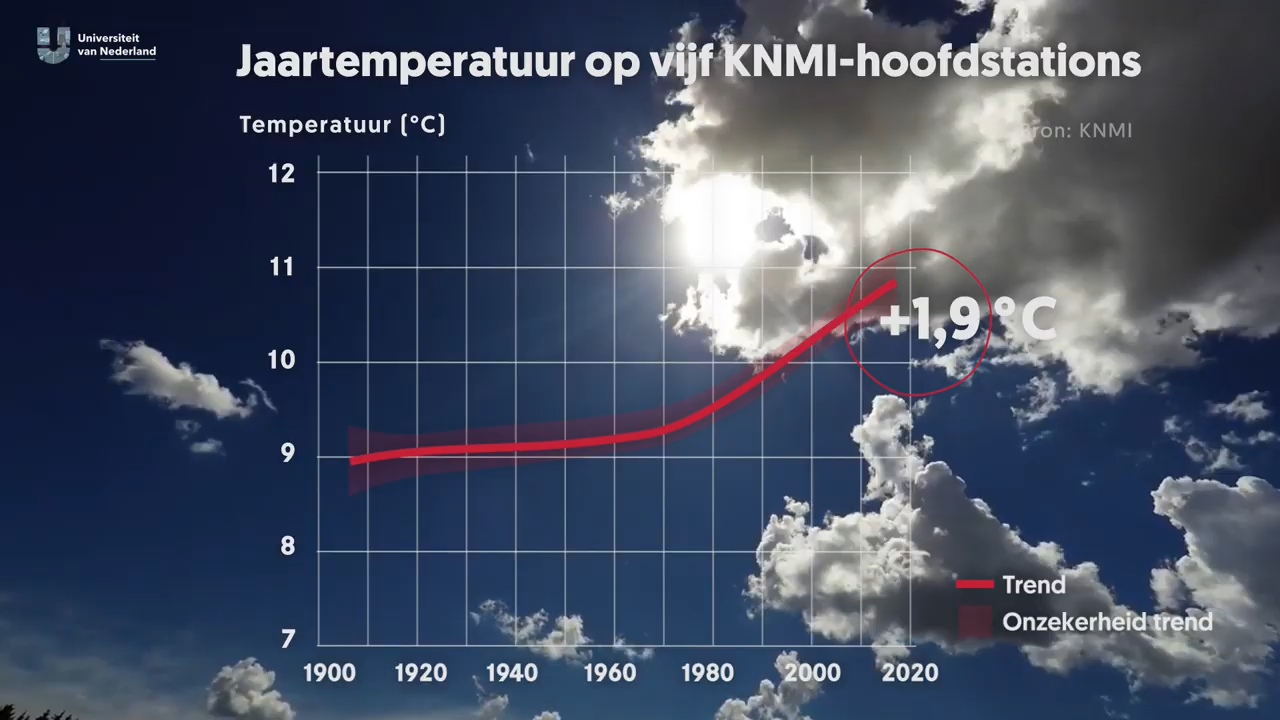 Universiteit
van Nederland
Jaartemperatuur op vijf KNMI-hoofdstations
Temperatuur (°C)
Bron: KNMI
12
11
+1,9 °C
10
9
8
Trend
Onzekerheid trend
7
1900 1920 1940 1960 1980 2000 2020